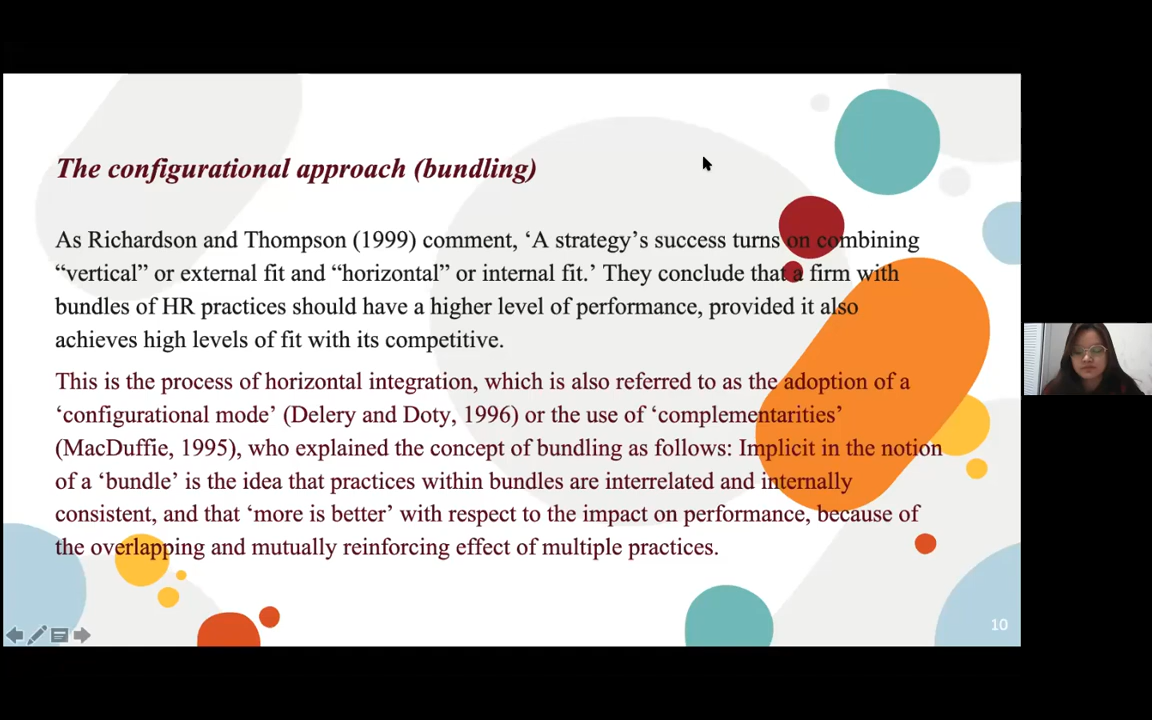 The configurational approach (bundling)
As Richardson and Thompson (1999) comment, ‘A strategy’s success turns on combining
“vertical” or external fit and “horizontal” or internal fit.’ They conclude that a firm with
bundles of HR practices should have a higher level of performance, provided it also
achieves high levels of fit with its competitive.
This is the process of horizontal integration, which is also referred to as the adoption of a
‘configurational mode’ (Delery and Doty, 1996) or the use of ‘complementarities’
(MacDuffie, 1995), who explained the concept of bundling as follows: Implicit in the notion
of a ‘bundle’ is the idea that practices within bundles are interrelated and internally
consistent, and that ‘more is better’ with respect to the impact on performance, because of
the overlapping and mutually reinforcing effect of multiple practices.
10